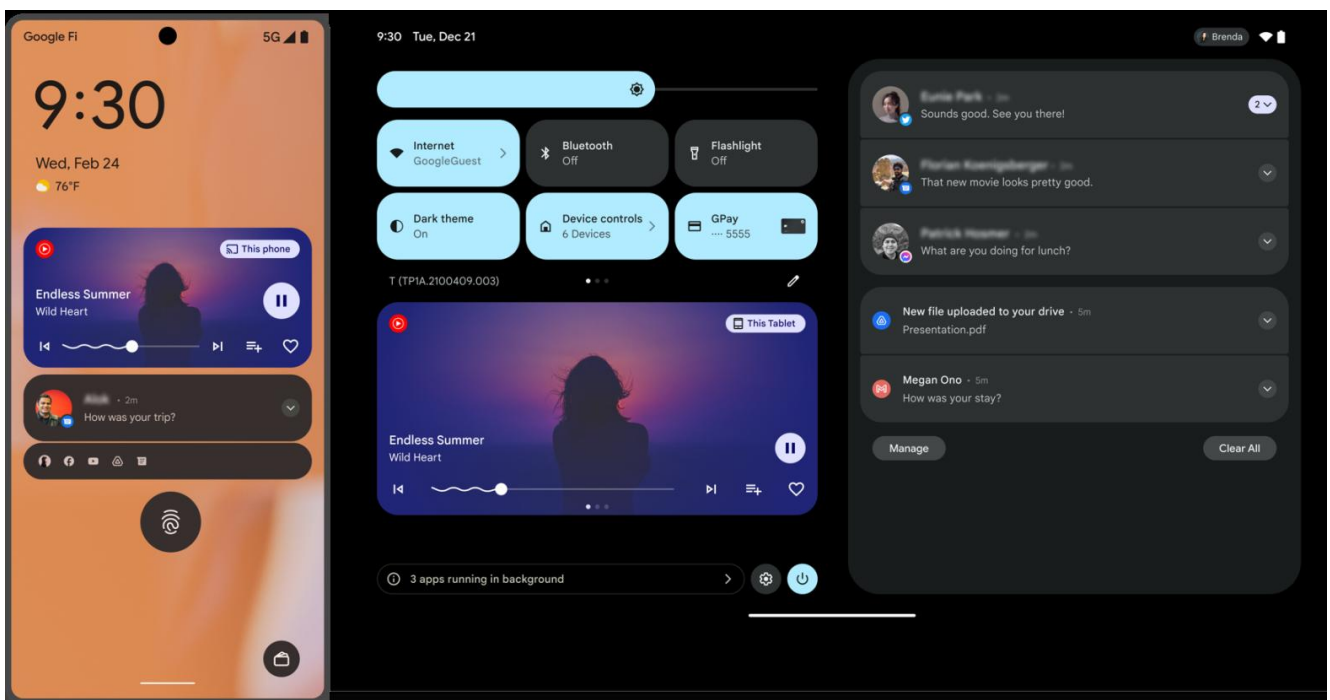 Google Fi
5G
9:30
Wed, Feb 24
76°F
This phone
Endless Summer
Wild Heart
• 2m
How was your trip?
9:30 Tue, Dec 21
Brenda
Internet
GoogleGuest
Bluetooth
Off
Flashlight
Off
Dark theme
On
Device controls
6 Devices
GPay
···· 5555
T (TP1A.2100409.003)
This Tablet
Endless Summer
Wild Heart
3 apps running in background
Sounds good. See you there!
2
That new movie looks pretty good.
What are you doing for lunch?
New file uploaded to your drive • 5m
Presentation.pdf
Megan Ono • 5m
How was your stay?
Manage
Clear All